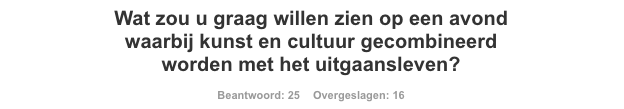 Wat zou u graag willen zien op een avond
waarbij kunst en cultuur gecombineerd
worden met het uitgaansleven?
Beantwoord: 25 Overgeslagen: 16